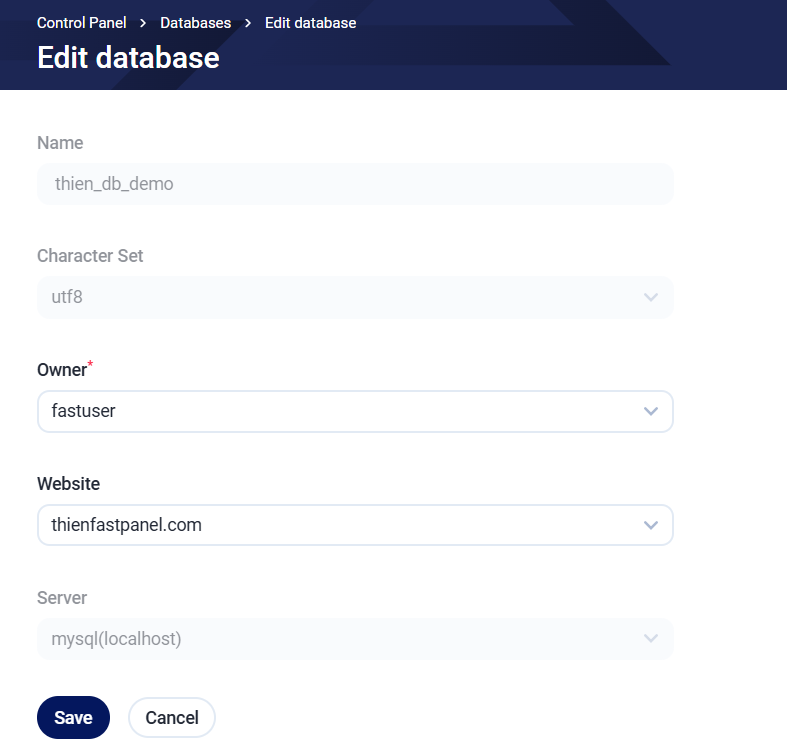 Control Panel > Databases > Edit database
Edit database
Name
thien_db_demo
Character Set
utf8
Owner*
fastuser
Website
thienfastpanel.com
Server
mysql(localhost)
Save Cancel